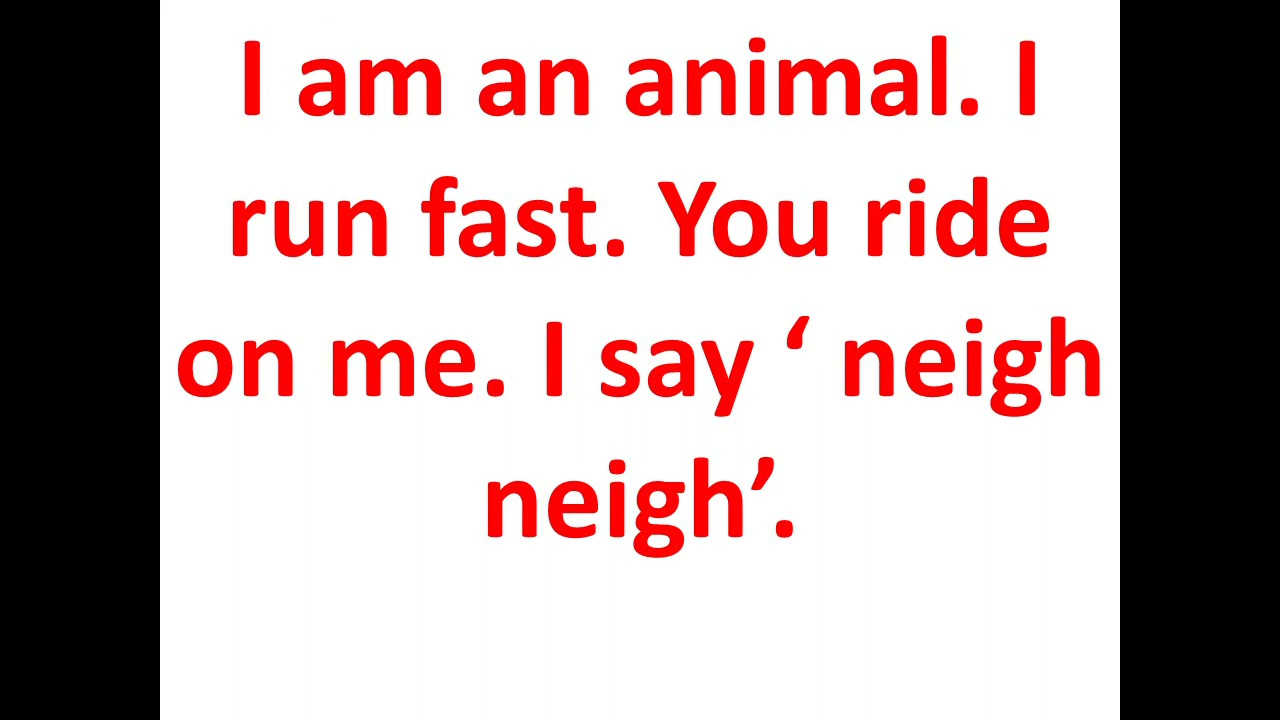 I am an animal. I
run fast. You ride
on me. I say ‘ neigh
neigh’.